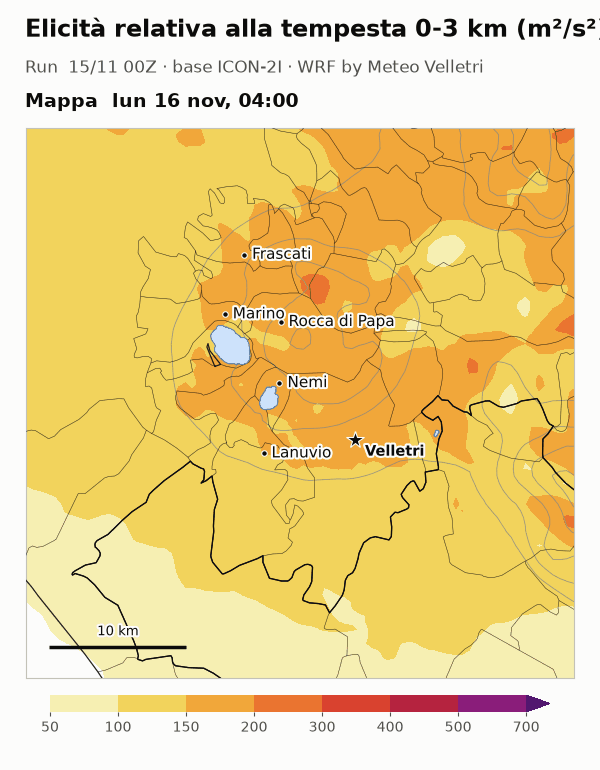 Elicità relativa alla tempesta 0-3 km (m²/s²)
Run 15/11 00Z · base ICON-2I · WRF by Meteo Velletri
Mappa lun 16 nov, 04:00
Frascati
Marino
Rocca di Papa
Nemi
Velletri
Lanuvio
10 km
50 100 150 200 300 400 500 700